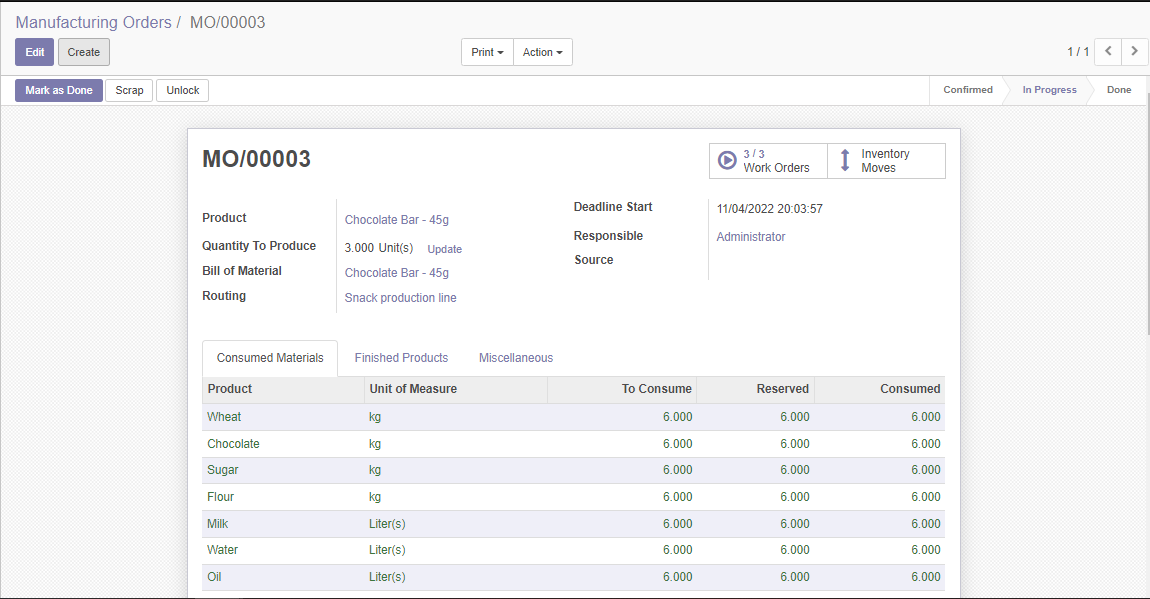 Manufacturing Orders / MO/00003
Edit Create Print Action 1 / 1
Mark as Done Scrap Unlock Confirmed In Progress Done
MO/00003
3 / 3
Work Orders
Inventory
Moves
Product Chocolate Bar - 45g
Quantity To Produce 3.000 Unit(s) Update
Bill of Material Chocolate Bar - 45g
Routing Snack production line
Deadline Start 11/04/2022 20:03:57
Responsible Administrator
Source
Consumed Materials Finished Products Miscellaneous
Product Unit of Measure To Consume Reserved Consumed
Wheat kg 6.000 6.000 6.000
Chocolate kg 6.000 6.000 6.000
Sugar kg 6.000 6.000 6.000
Flour kg 6.000 6.000 6.000
Milk Liter(s) 6.000 6.000 6.000
Water Liter(s) 6.000 6.000 6.000
Oil Liter(s) 6.000 6.000 6.000